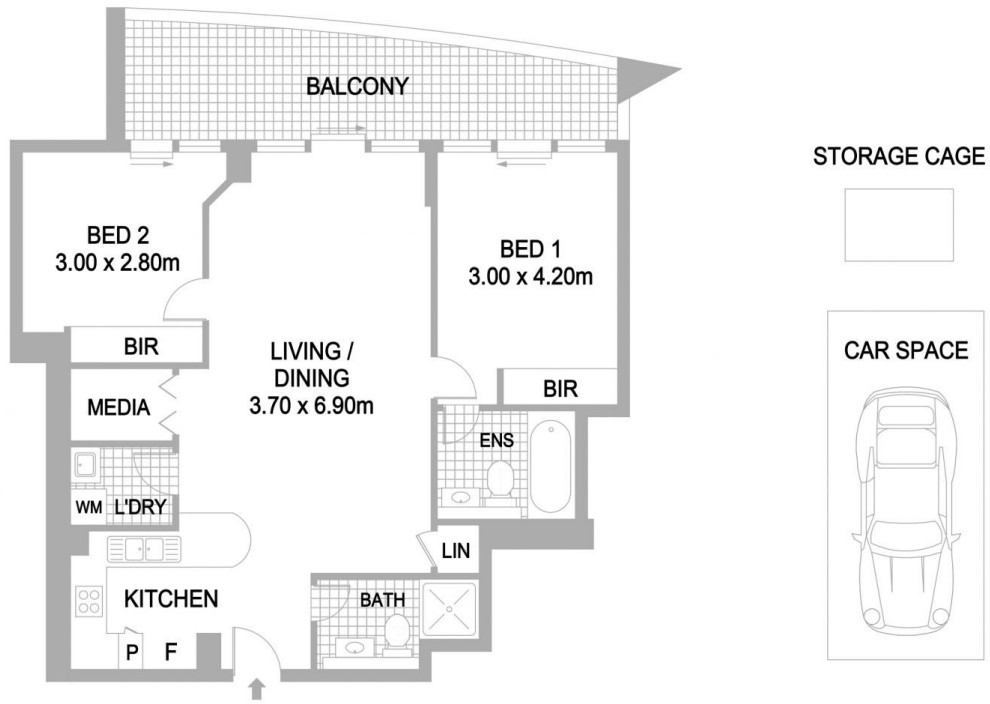 BALCONY
STORAGE CAGE
BED 2
3.00 x 2.80m
BED 1
3.00 x 4.20m
BIR
LIVING /
DINING
3.70 x 6.90m
CAR SPACE
BIR
MEDIA
ENS
WM
L'DRY
LIN
KITCHEN
BATH
P
F